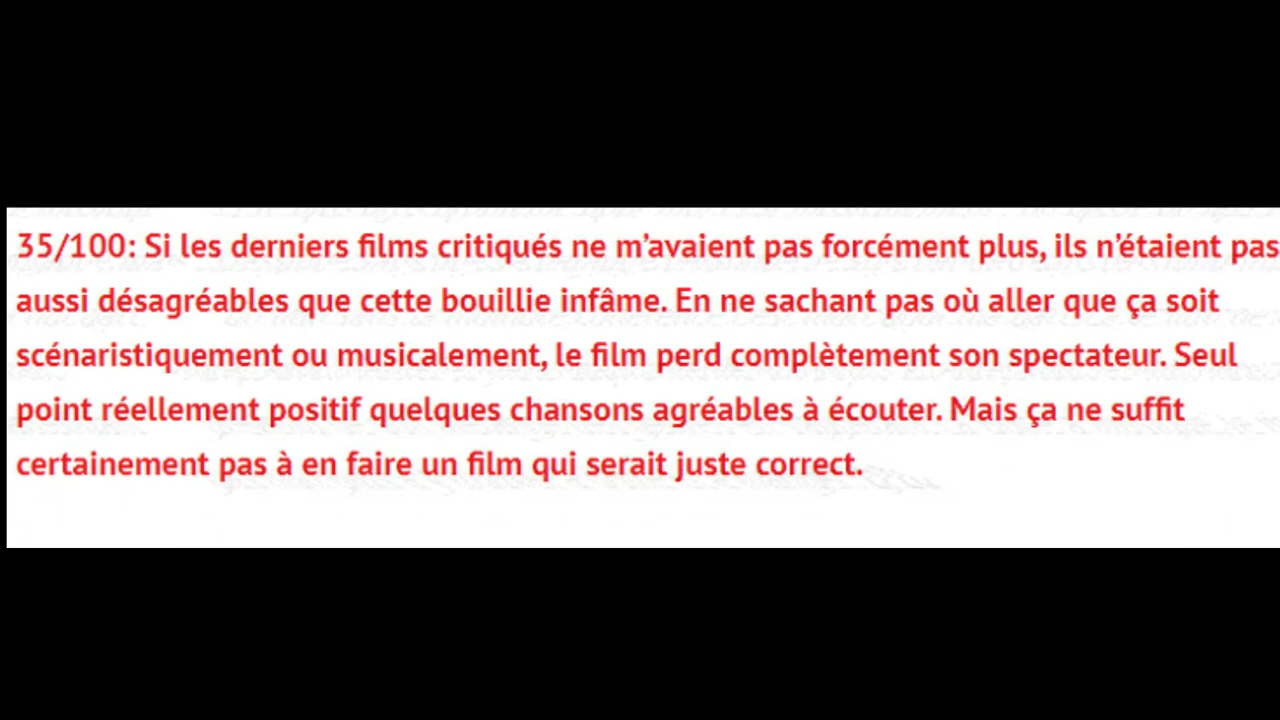 35/100: Si les derniers films critiqués ne m’avaient pas forcément plus, ils n’étaient pas
aussi désagréables que cette bouillie infâme. En ne sachant pas où aller que ça soit
scénaristiquement ou musicalement, le film perd complètement son spectateur. Seul
point réellement positif quelques chansons agréables à écouter. Mais ça ne suffit
certainement pas à en faire un film qui serait juste correct.